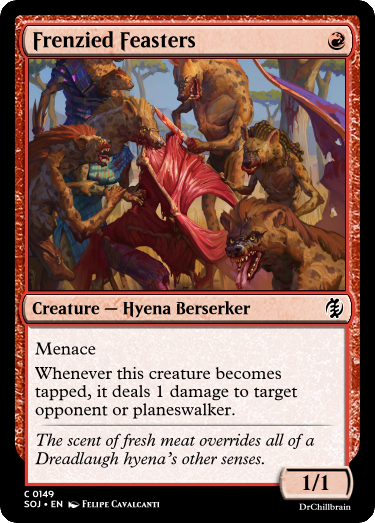 Frenzied Feasters
Creature — Hyena Berserker
Menace
Whenever this creature becomes
tapped, it deals 1 damage to target
opponent or planeswalker.
The scent of fresh meat overrides all of a
Dreadlaugh hyena's other senses.
1/1
C 0149
SOJ • EN Felipe Cavalcanti
DrChillbrain